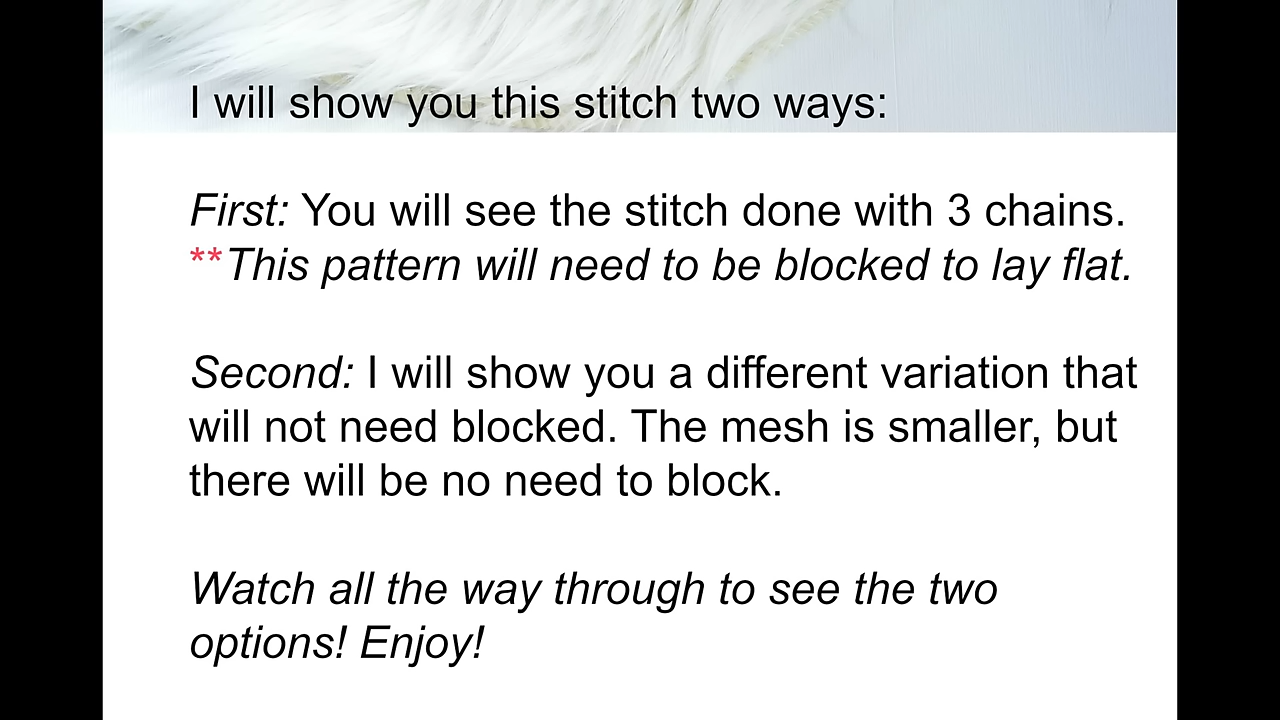 I will show you this stitch two ways:
First: You will see the stitch done with 3 chains.
**This pattern will need to be blocked to lay flat.
Second: I will show you a different variation that
will not need blocked. The mesh is smaller, but
there will be no need to block.
Watch all the way through to see the two
options! Enjoy!